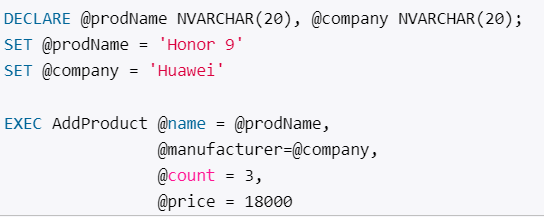 DECLARE @prodName NVARCHAR(20), @company NVARCHAR(20);
SET @prodName = 'Honor 9'
SET @company = 'Huawei'
EXEC AddProduct @name = @prodName,
@manufacturer=@company,
@count = 3,
@price = 18000